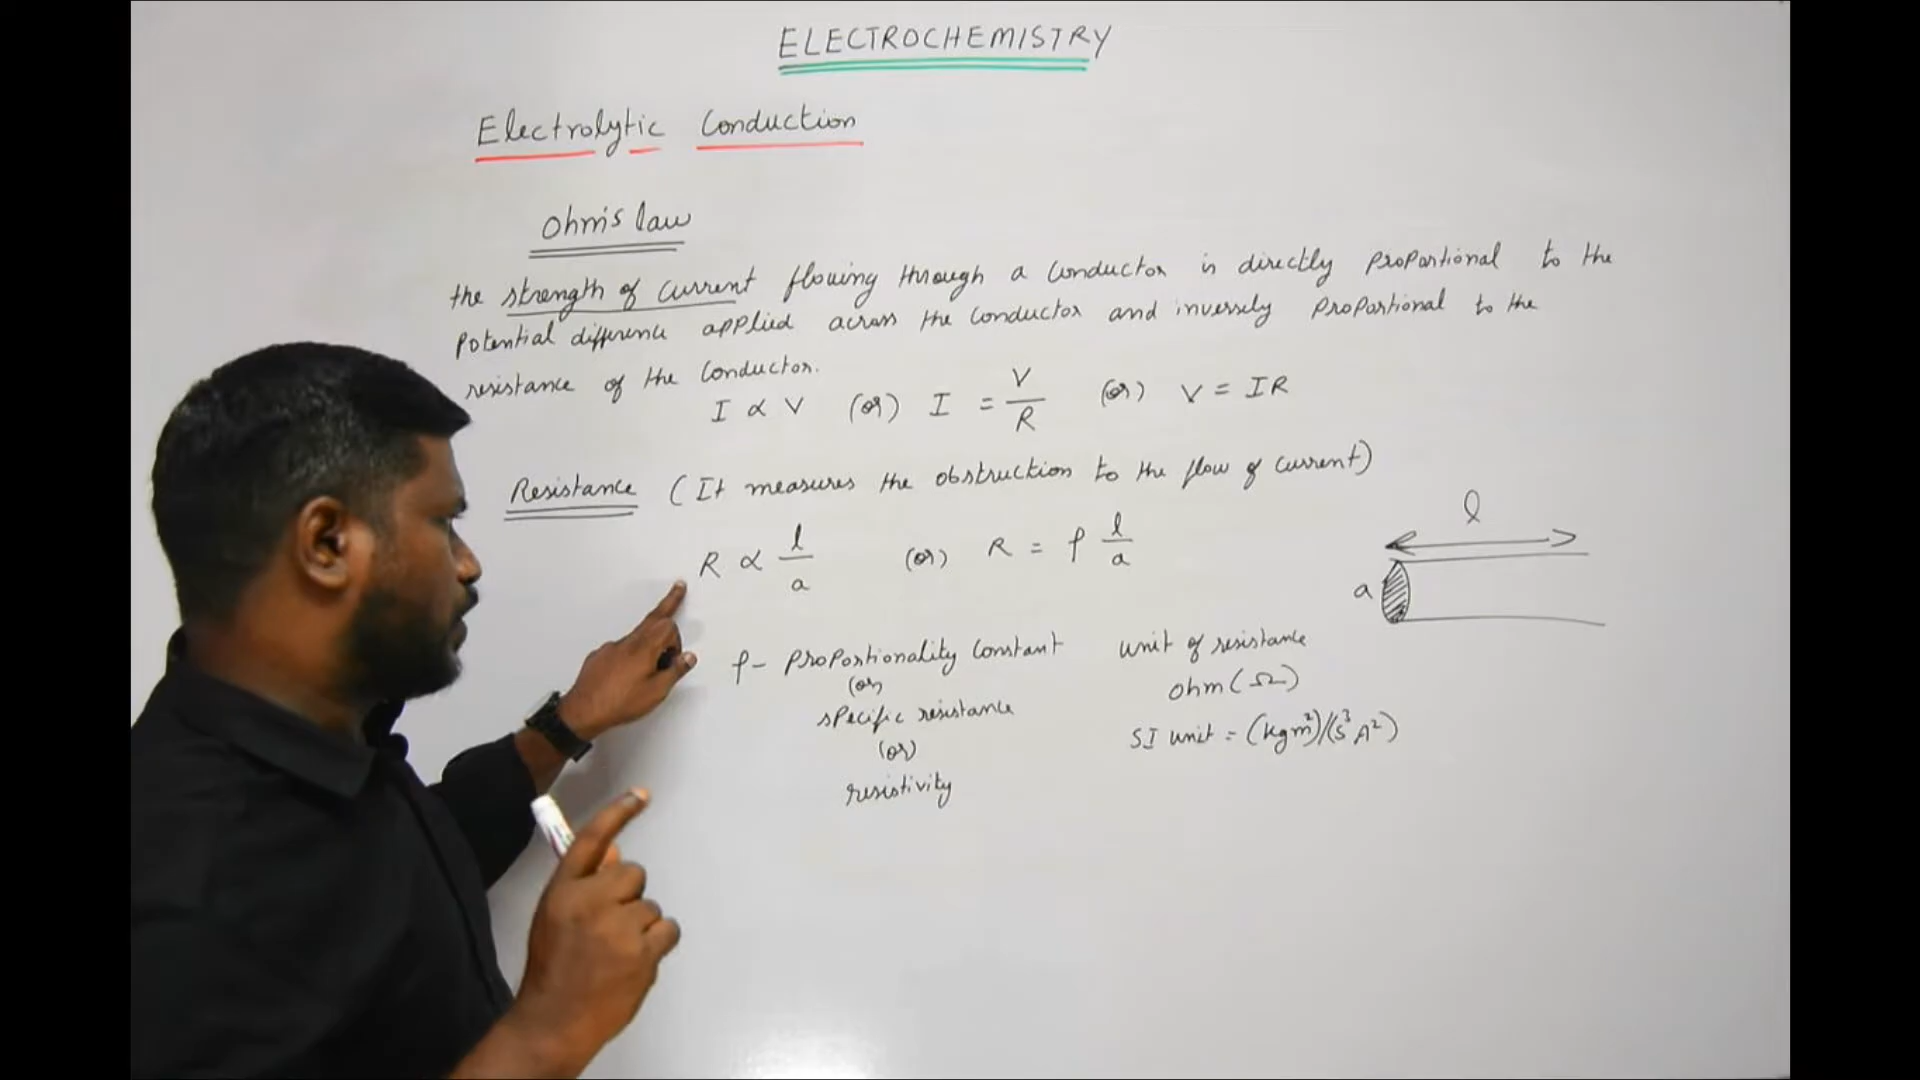 ELECTROCHEMISTRY
Electrolytic Conduction
Ohm's law
the strength of current flowing through a conductor is directly proportional to the
potential difference applied across the conductor and inversely proportional to the
resistance of the conductor.
I ∝ V (or) I = V/R (or) V = IR
Resistance (It measures the obstruction to the flow of current)
R ∝ l/a (or) R = ρ l/a
l
a
ρ- proportionality constant
(or)
specific resistance
(or)
resistivity
unit of resistance
ohm (Ω)
SI unit = (kgm²)/(s³ A²)